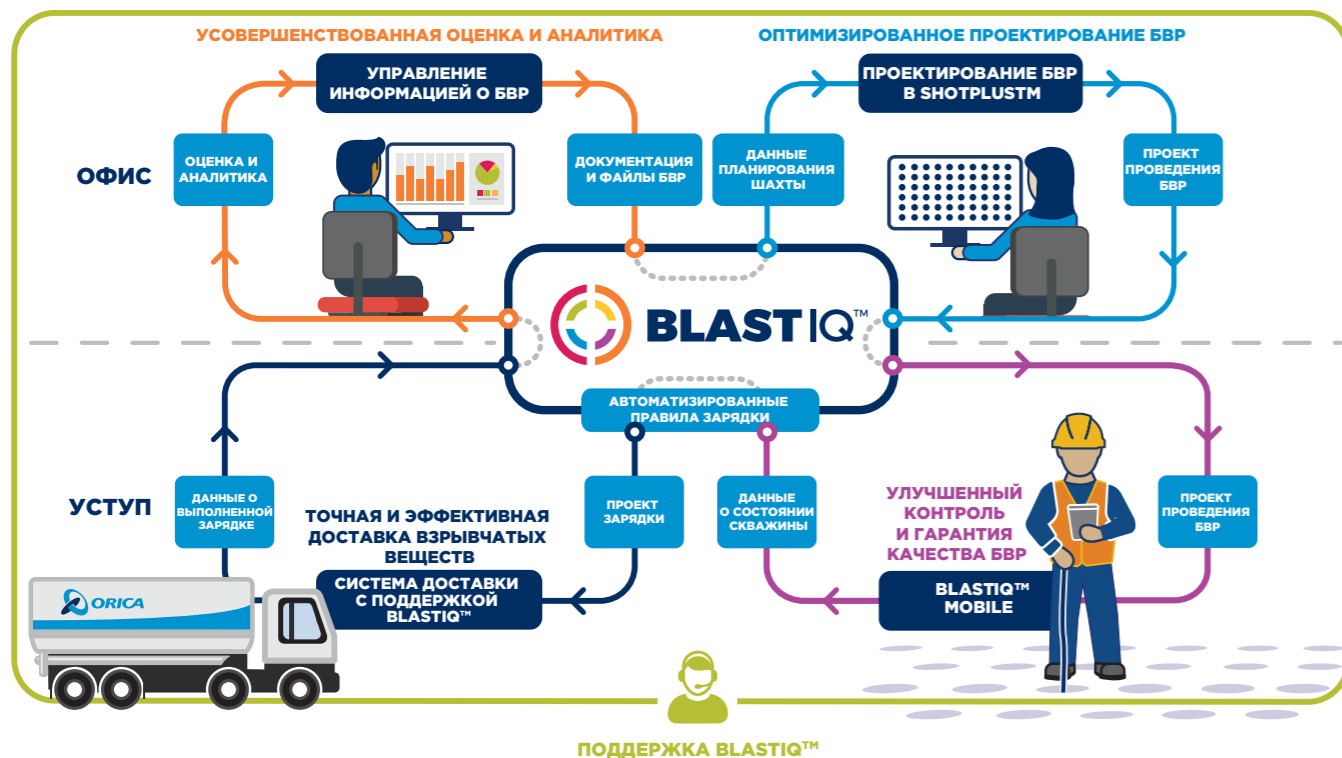 УСОВЕРШЕНСТВОВАННАЯ ОЦЕНКА И АНАЛИТИКА
ОПТИМИЗИРОВАННОЕ ПРОЕКТИРОВАНИЕ БВР
УПРАВЛЕНИЕ
ИНФОРМАЦИЕЙ О БВР
ПРОЕКТИРОВАНИЕ БВР
В SHOTPLUSTM
ОФИС
ОЦЕНКА И
АНАЛИТИКА
ДОКУМЕНТАЦИЯ
И ФАЙЛЫ БВР
ДАННЫЕ
ПЛАНИРОВАНИЯ
ШАХТЫ
ПРОЕКТ
ПРОВЕДЕНИЯ
БВР
BLAST IQ™
АВТОМАТИЗИРОВАННЫЕ
ПРАВИЛА ЗАРЯДКИ
УСТУП
ДАННЫЕ О
ВЫПОЛНЕННОЙ
ЗАРЯДКЕ
ТОЧНАЯ И ЭФФЕКТИВНАЯ
ДОСТАВКА ВЗРЫВЧАТЫХ
ВЕЩЕСТВ
ПРОЕКТ
ЗАРЯДКИ
ДАННЫЕ
О СОСТОЯНИИ
СКВАЖИНЫ
УЛУЧШЕННЫЙ
КОНТРОЛЬ
И ГАРАНТИЯ
КАЧЕСТВА БВР
ПРОЕКТ
ПРОВЕДЕНИЯ
БВР
СИСТЕМА ДОСТАВКИ
С ПОДДЕРЖКОЙ
BLASTIQ™
BLASTIQ™
MOBILE
ORICA
ПОДДЕРЖКА BLASTIQ™